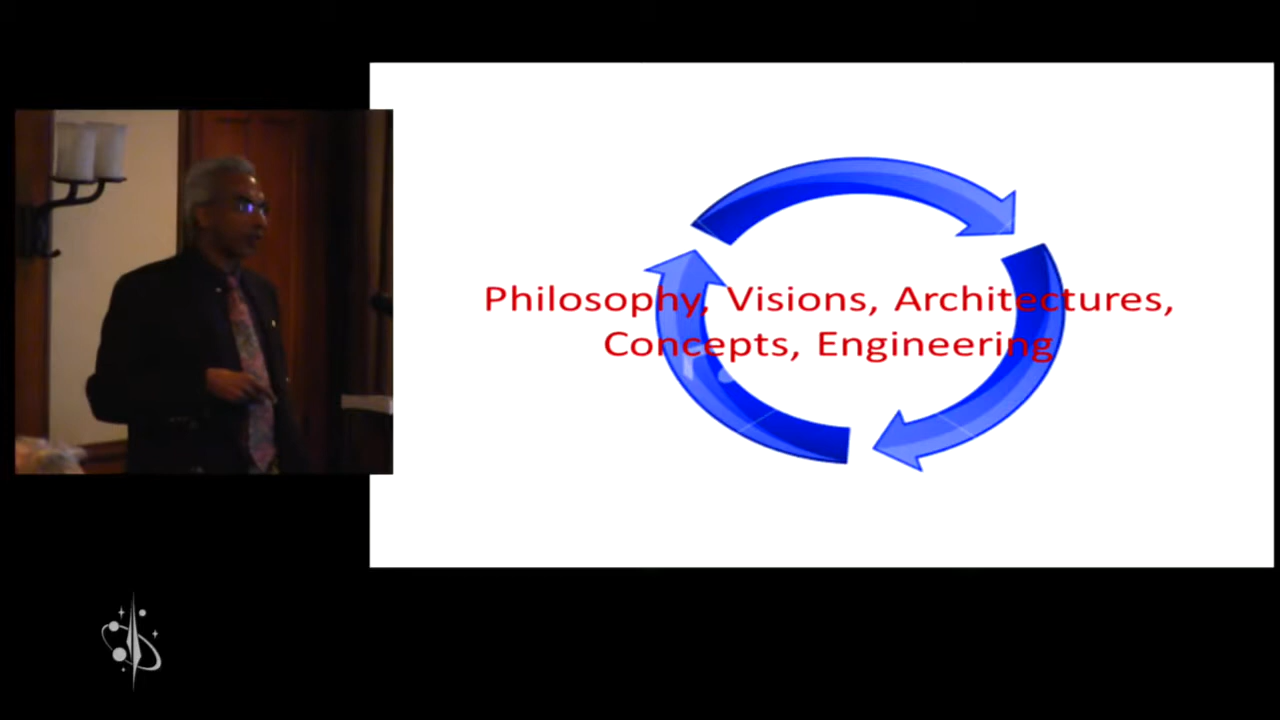 Philosophy, Visions, Architectures,
Concepts, Engineering